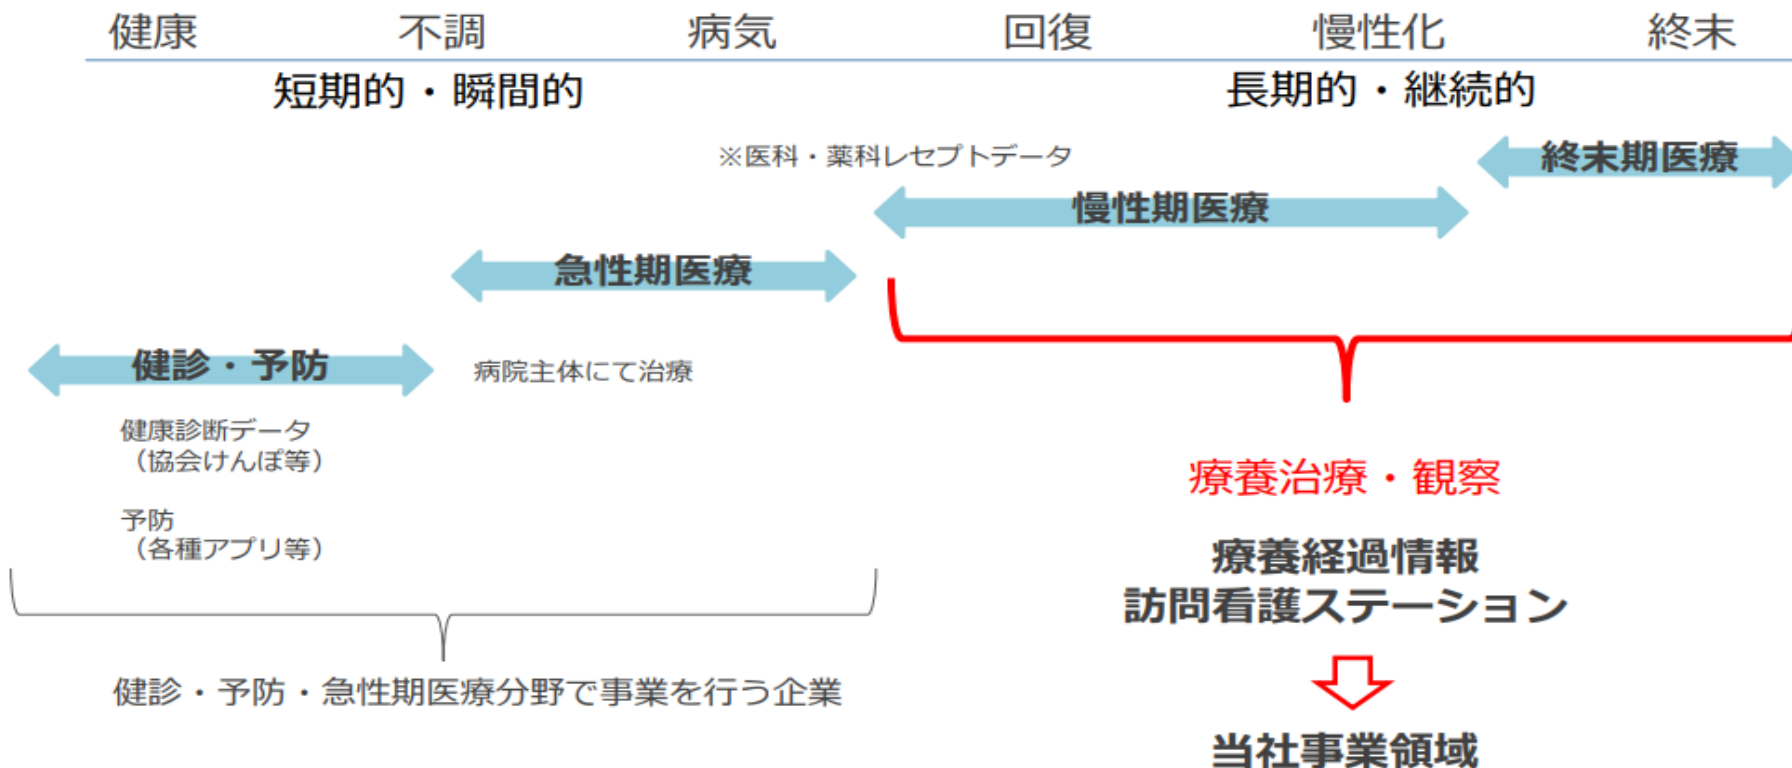 健康 不調 病気 回復 慢性化 終末
短期的・瞬間的 長期的・継続的
※医科・薬科レセプトデータ
終末期医療
慢性期医療
急性期医療
健診・予防
病院主体にて治療
健康診断データ
（協会けんぽ等）
予防
（各種アプリ等）
健診・予防・急性期医療分野で事業を行う企業
療養治療・観察
療養経過情報
訪問看護ステーション
当社事業領域